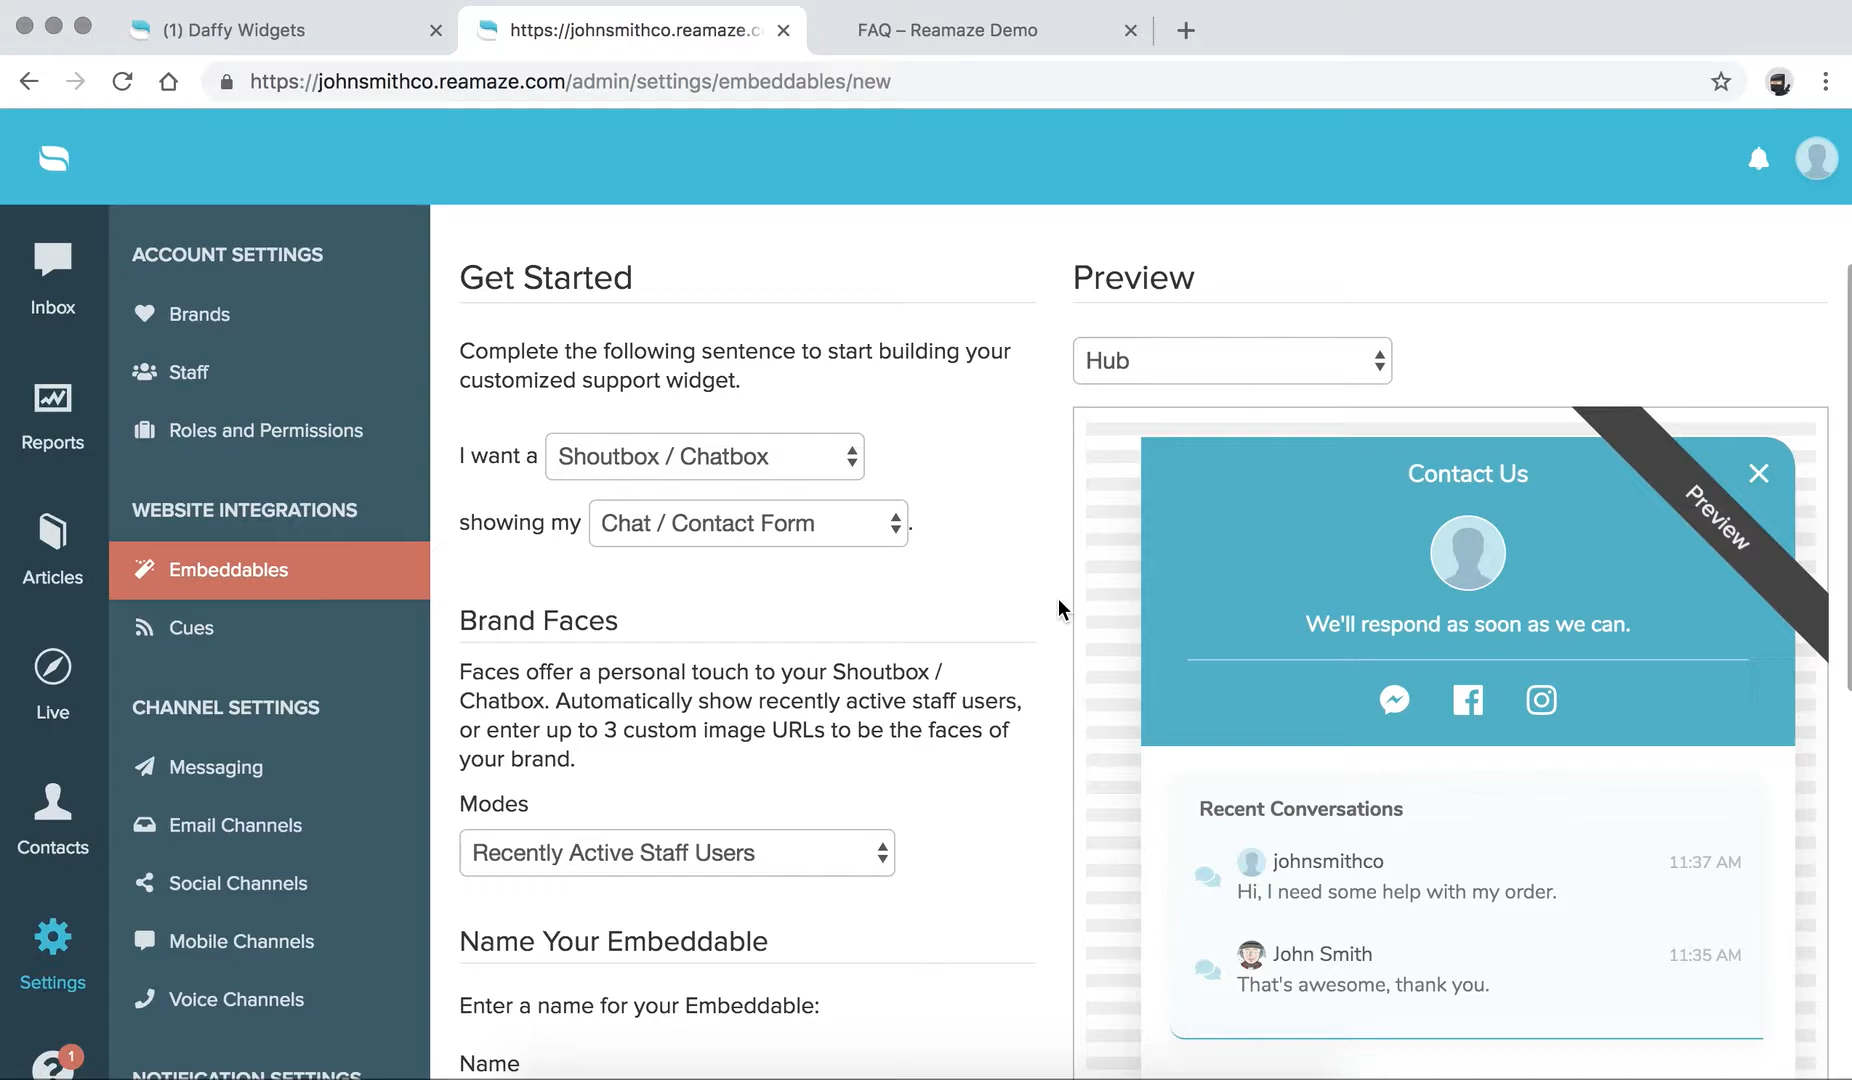 (1) Daffy Widgets
https://johnsmithco.reamaze.c
FAQ – Reamaze Demo
https://johnsmithco.reamaze.com/admin/settings/embeddables/new
Inbox
Reports
Articles
Live
Contacts
Settings
1
ACCOUNT SETTINGS
Brands
Staff
Roles and Permissions
WEBSITE INTEGRATIONS
Embeddables
Cues
CHANNEL SETTINGS
Messaging
Email Channels
Social Channels
Mobile Channels
Voice Channels
NOTIFICATION SETTINGS
Get Started
Complete the following sentence to start building your
customized support widget.
I want a Shoutbox / Chatbox
showing my Chat / Contact Form .
Brand Faces
Faces offer a personal touch to your Shoutbox /
Chatbox. Automatically show recently active staff users,
or enter up to 3 custom image URLs to be the faces of
your brand.
Modes
Recently Active Staff Users
Name Your Embeddable
Enter a name for your Embeddable:
Name
Preview
Hub
Contact Us
Preview
We'll respond as soon as we can.
Recent Conversations
johnsmithco 11:37 AM
Hi, I need some help with my order.
John Smith 11:35 AM
That's awesome, thank you.